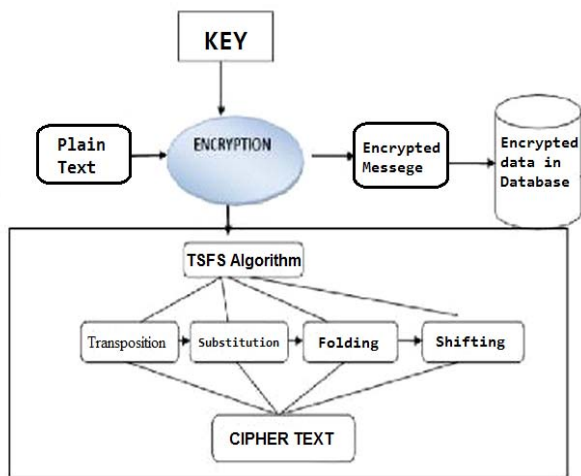 KEY
Plain
Text
ENCRYPTION
Encrypted
Messege
Encrypted
data in
Database
TSFS Algorithm
Transposition
Substitution
Folding
Shifting
CIPHER TEXT